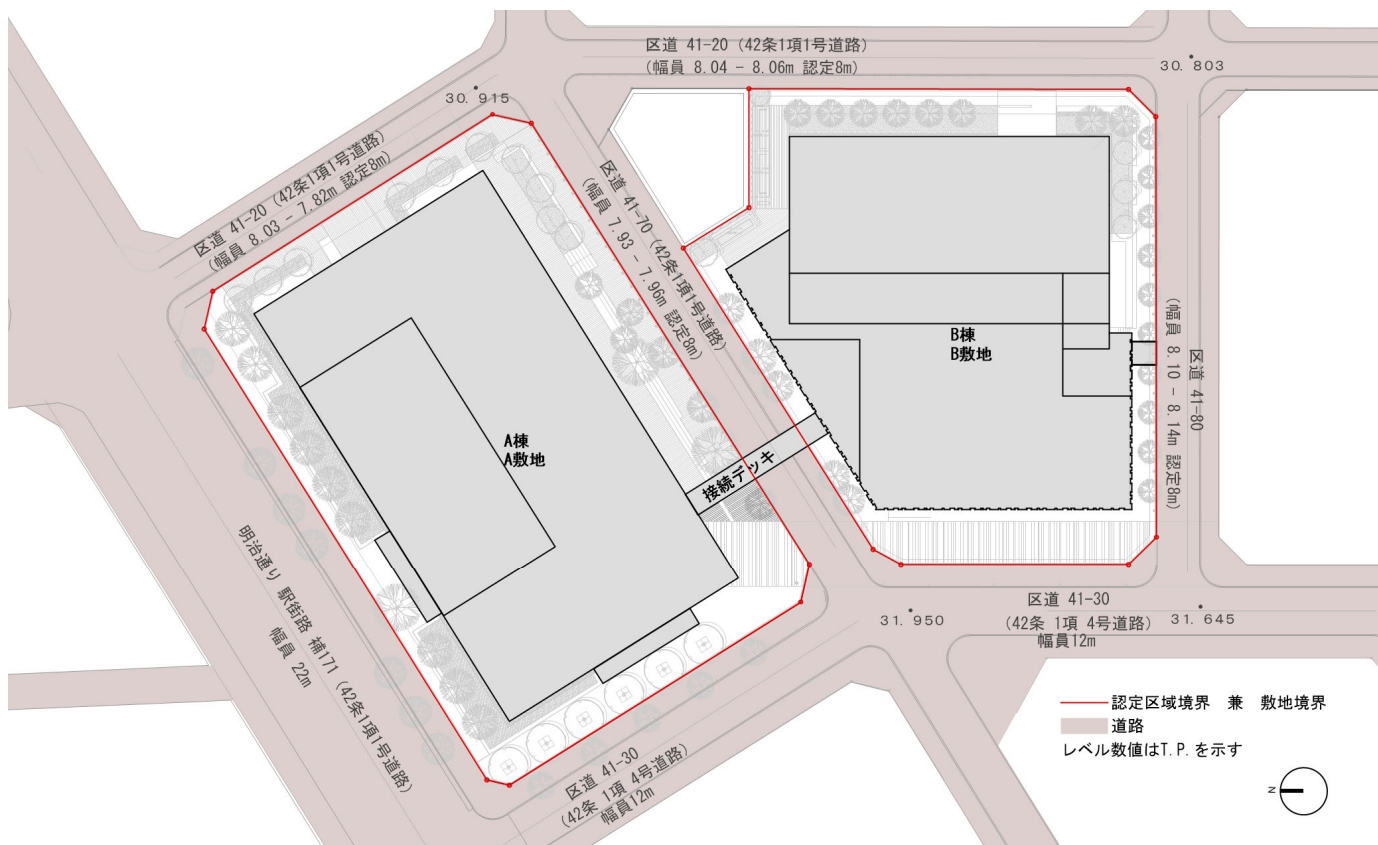 区道 41-20 (42条1項1号道路)
(幅員 8.04 - 8.06m 認定8m)
30.803
30.915
区道 41-20 (42条1項1号道路)
(幅員 8.03 - 7.82m 認定8m)
区道 41-70 (42条1項1号道路)
(幅員 7.93 - 7.96m 認定8m)
B棟
B敷地
区道 41-80
(幅員 8.10 - 8.14m 認定8m)
A棟
A敷地
接続デッキ
明治通り 駅街路 補171 (42条1項1号道路)
幅員 22m
区道 41-30
(42条 1項 4号道路)
幅員12m
31.950
31.645
区道 41-30
(42条 1項 4号道路)
幅員12m
認定区域境界 兼 敷地境界
道路
レベル数値はT.P.を示す
N